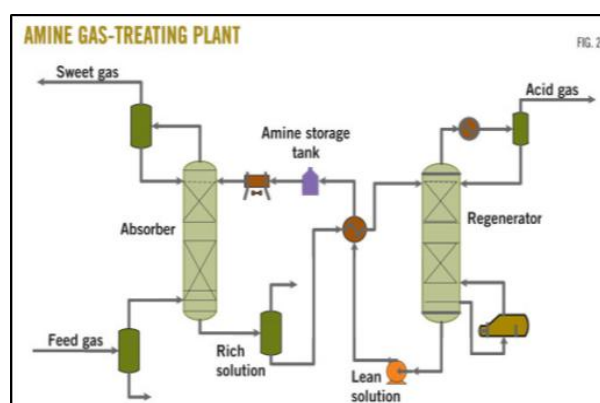 AMINE GAS-TREATING PLANT
FIG. 2
Sweet gas
Acid gas
Amine storage
tank
Absorber
Regenerator
Feed gas
Rich
solution
Lean
solution